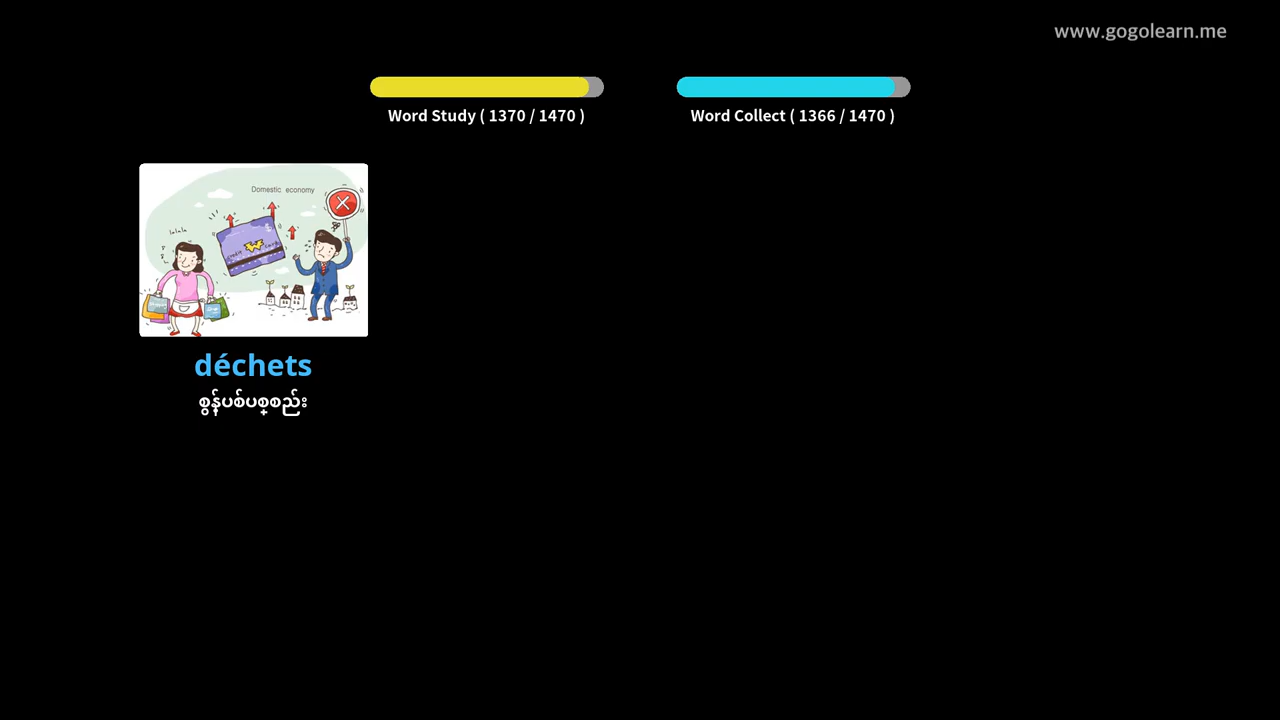 www.gogolearn.me
Word Study ( 1370 / 1470 )
Word Collect ( 1366 / 1470 )
Domestic economy
lalala
déchets
စွန့်ပစ်ပစ္စည်း